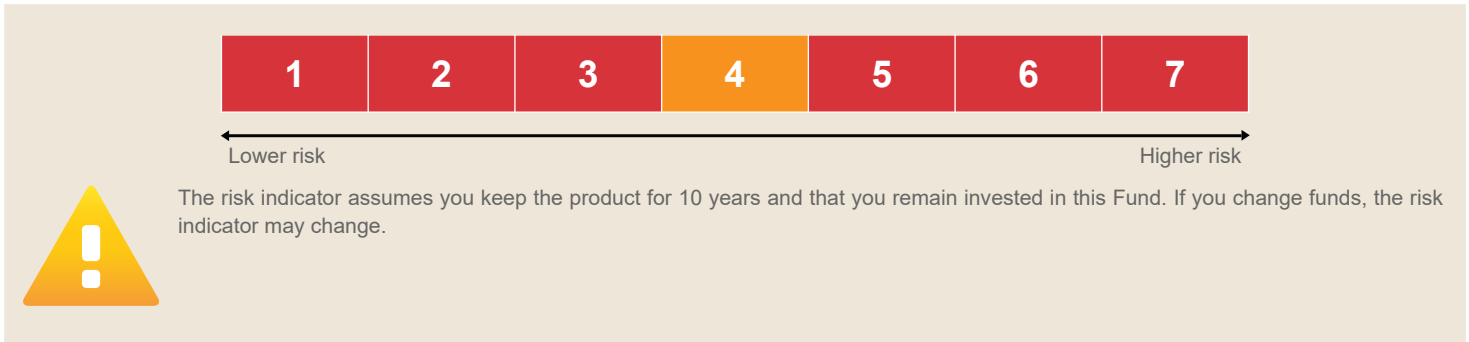 1 2 3 4 5 6 7
Lower risk Higher risk
The risk indicator assumes you keep the product for 10 years and that you remain invested in this Fund. If you change funds, the risk
indicator may change.